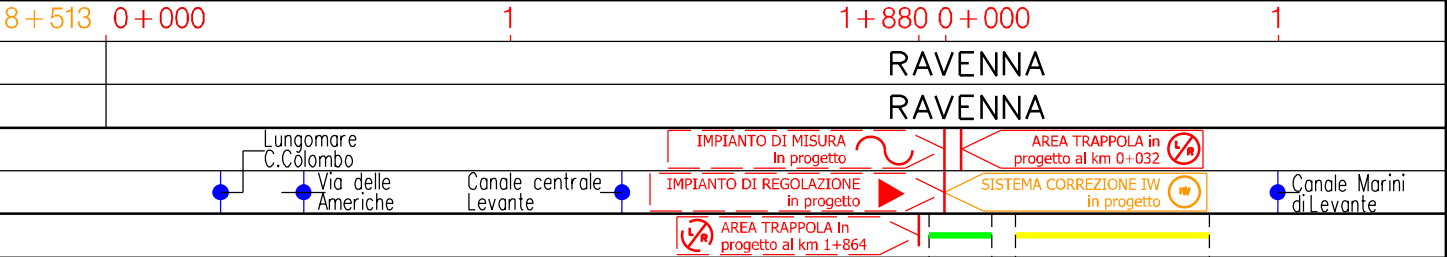 8+513 0+000 1 1+880 0+000 1
RAVENNA
RAVENNA
Lungomare
C.Colombo
IMPIANTO DI MISURA
In progetto
AREA TRAPPOLA in
progetto al km 0+032
L/R
Via delle
Americhe
Canale centrale
Levante
IMPIANTO DI REGOLAZIONE
in progetto
SISTEMA CORREZIONE IW
in progetto
IW
Canale Marini
di Levante
L/R
AREA TRAPPOLA In
progetto al km 1+864